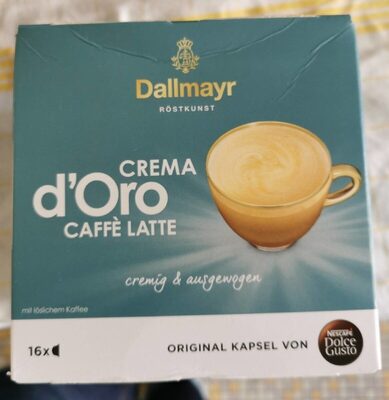 Dallmayr
RÖSTKUNST
CREMA
d'Oro
CAFFÈ LATTE
cremig & ausgewogen
mit löslichem Kaffee
16x
ORIGINAL KAPSEL VON
NESCAFÉ
Dolce
Gusto